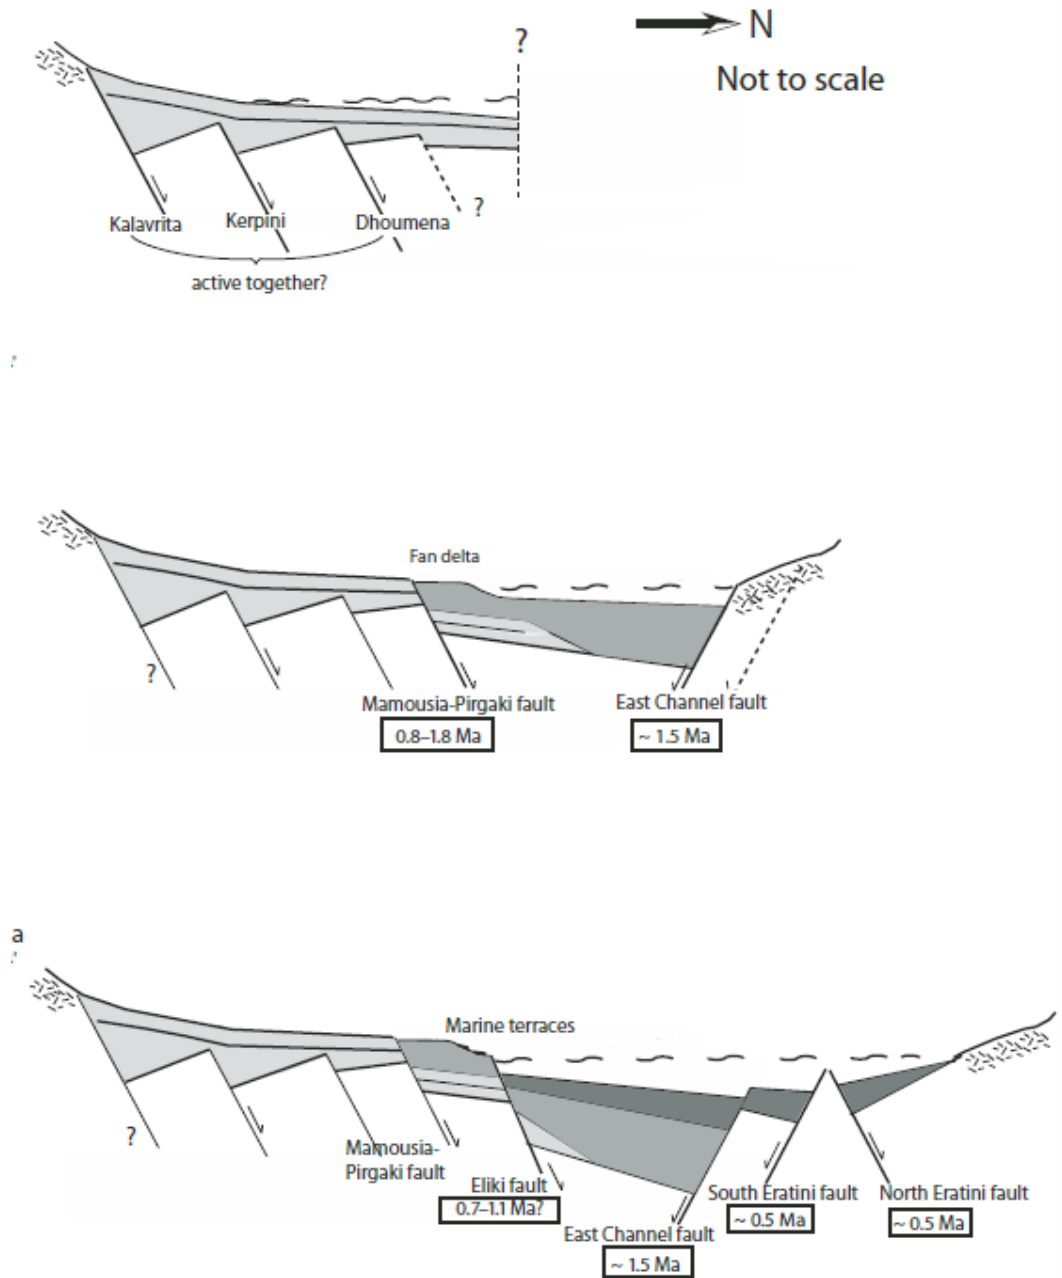 N
?
Not to scale
?
Kalavrita
Kerpini
Dhoumena
active together?
Fan delta
?
Mamousia-Pirgaki fault
East Channel fault
0.8–1.8 Ma
~ 1.5 Ma
a
Marine terraces
?
Mamousia-
Pirgaki fault
Eliki fault
0.7–1.1 Ma?
South Eratini fault
North Eratini fault
~ 0.5 Ma
~ 0.5 Ma
East Channel fault
~ 1.5 Ma